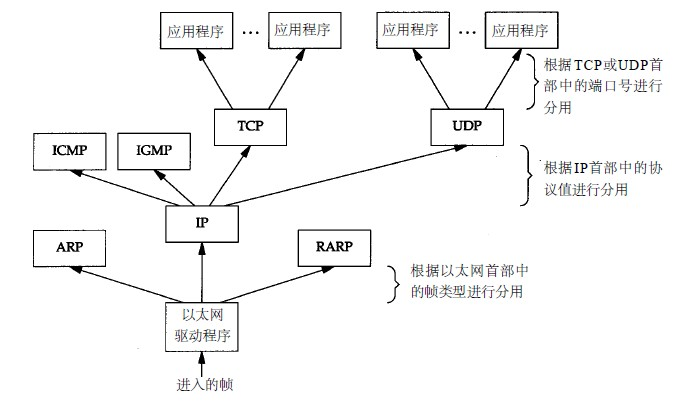 应用程序 … 应用程序 应用程序 … 应用程序
根据TCP或UDP首
部中的端口号进行
分用
TCP UDP
ICMP IGMP
根据IP首部中的协
议值进行分用
IP
ARP RARP
根据以太网首部中
的帧类型进行分用
以太网
驱动程序
进入的帧